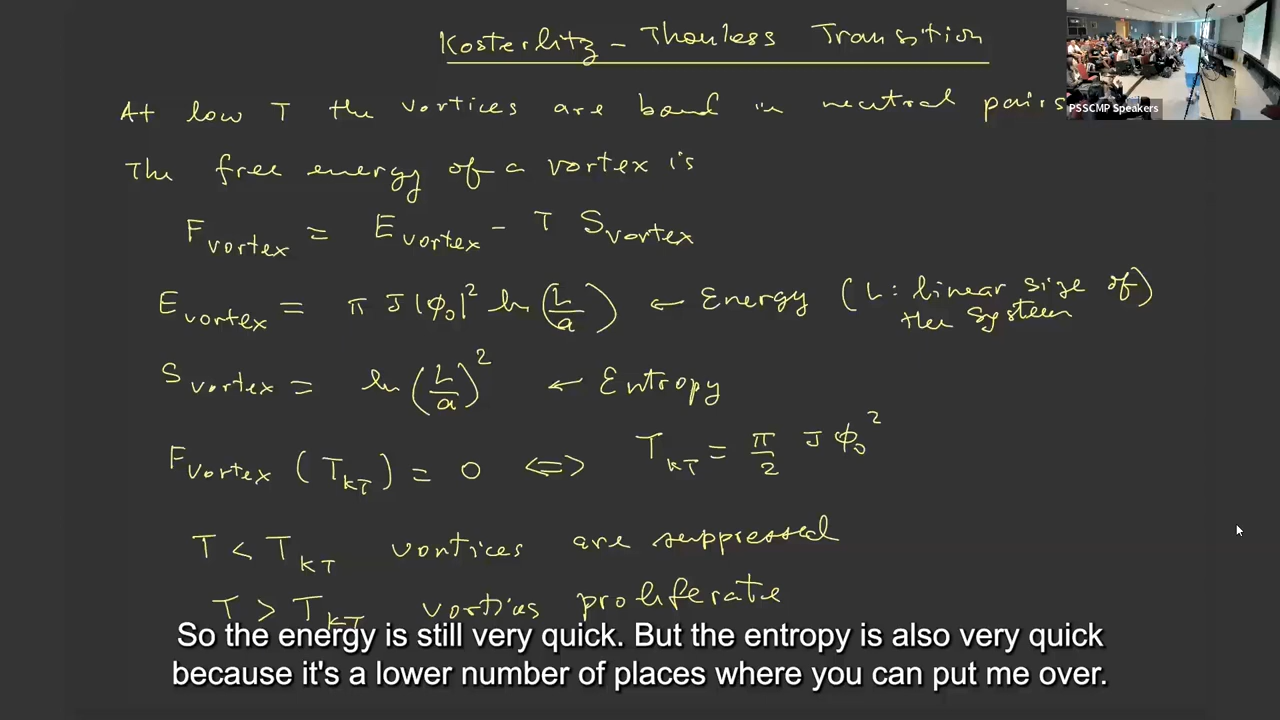 Kosterlitz - Thouless Transition
PSSCMP Speakers
At low T the vortices are bound in neutral pairs
The free energy of a vortex is
F_vortex = E_vortex - T S_vortex
E_vortex = π J |φ₀|² ln (L/a) ← Energy (L: linear size of the system)
S_vortex = ln (L/a)² ← Entropy
F_vortex (T_KT) = 0 ⇔ T_KT = π/2 J φ₀²
T < T_KT vortices are suppressed
T > T_KT vortices proliferate
So the energy is still very quick. But the entropy is also very quick
because it's a lower number of places where you can put me over.